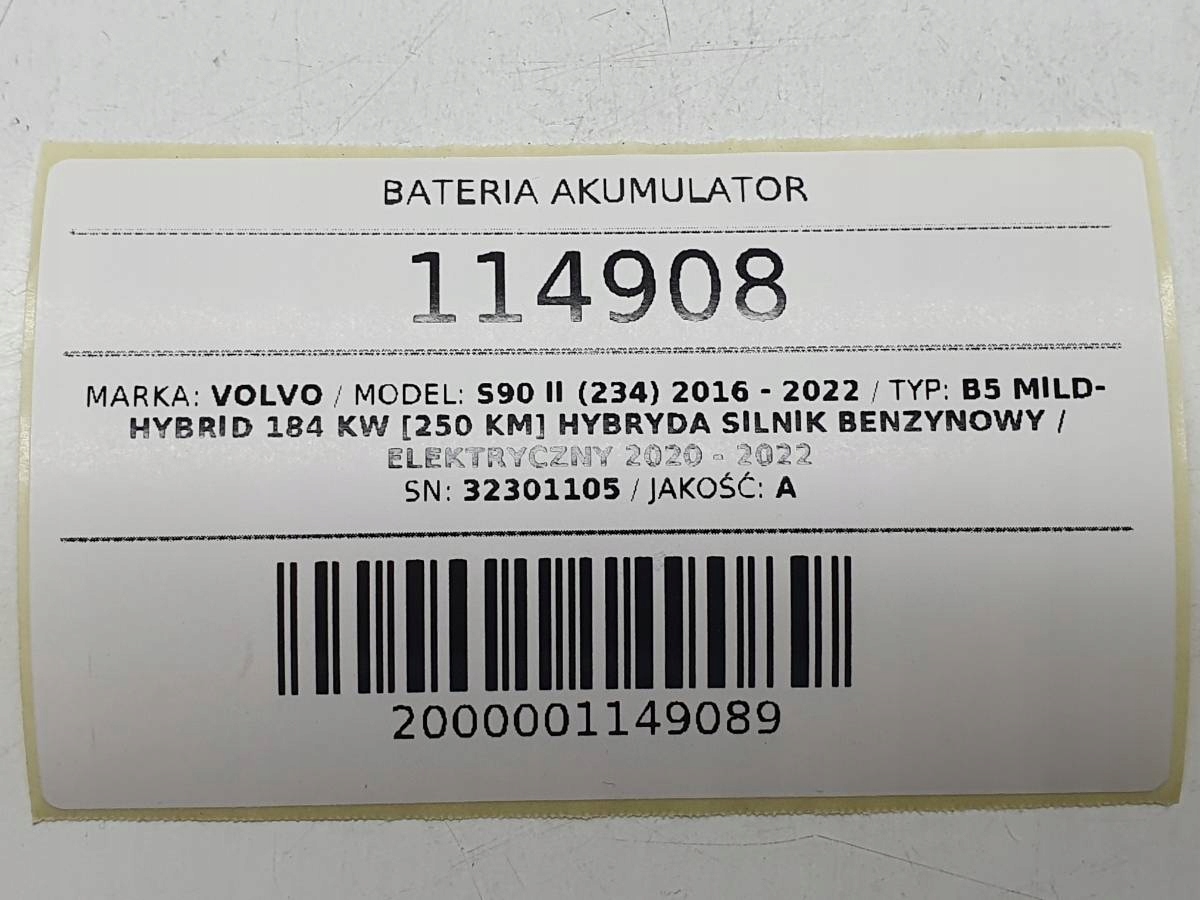 BATERIA AKUMULATOR
114908
MARKA: VOLVO / MODEL: S90 II (234) 2016 - 2022 / TYP: B5 MILD-
HYBRID 184 KW [250 KM] HYBRYDA SILNIK BENZYNOWY /
ELEKTRYCZNY 2020 - 2022
SN: 32301105 / JAKOŚĆ: A
2000001149089